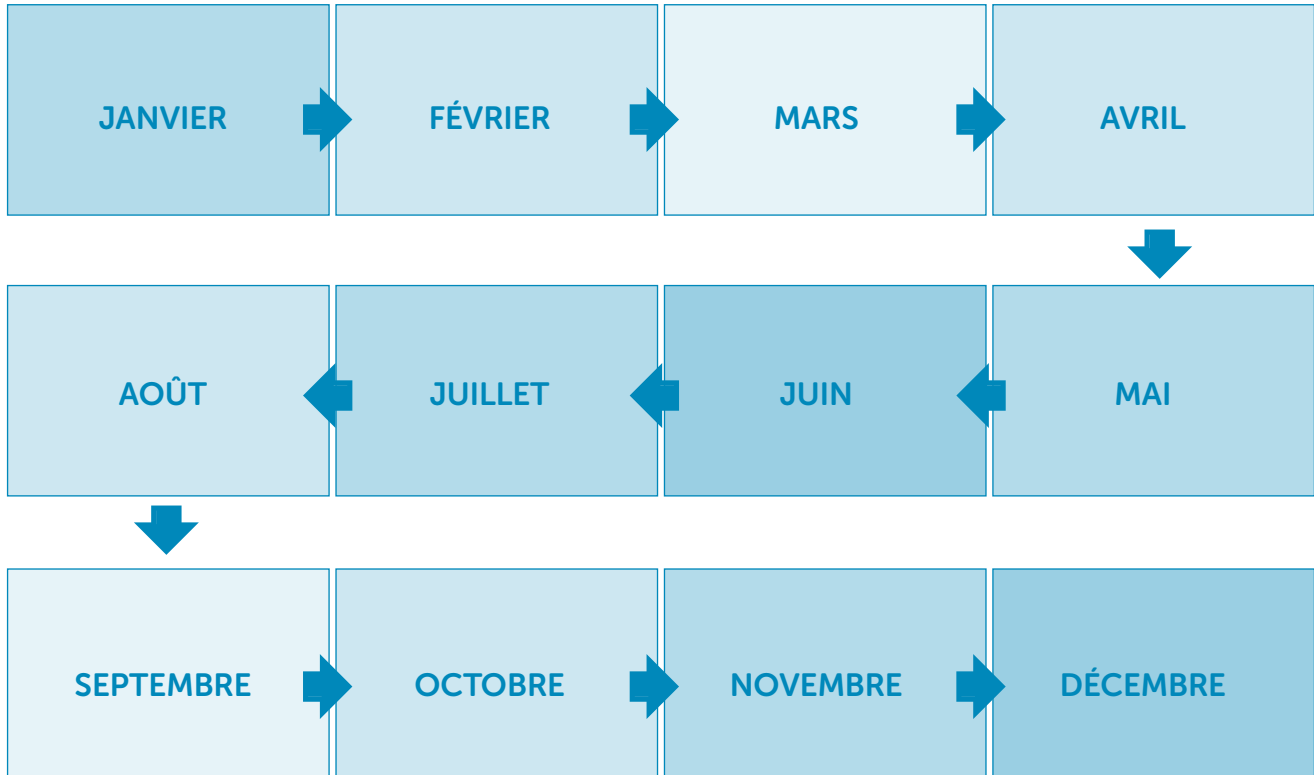 JANVIER
FÉVRIER
MARS
AVRIL
MAI
JUIN
JUILLET
AOÛT
SEPTEMBRE
OCTOBRE
NOVEMBRE
DÉCEMBRE